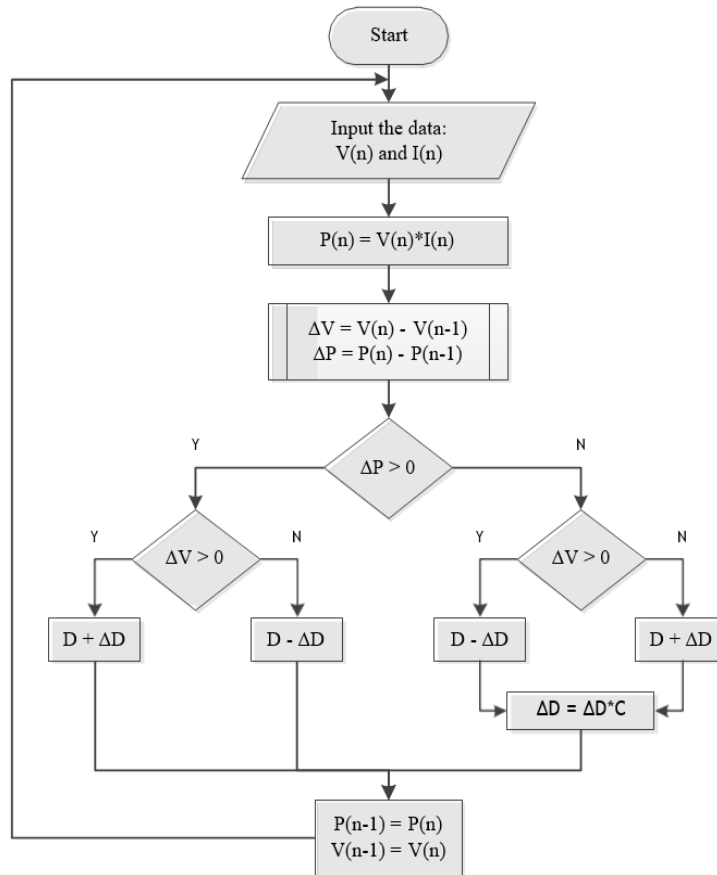 Start
Input the data:
V(n) and I(n)
P(n) = V(n)*I(n)
ΔV = V(n) - V(n-1)
ΔP = P(n) - P(n-1)
Y
ΔP > 0
N
Y
ΔV > 0
N
Y
ΔV > 0
N
D + ΔD
D - ΔD
D - ΔD
D + ΔD
ΔD = ΔD*C
P(n-1) = P(n)
V(n-1) = V(n)